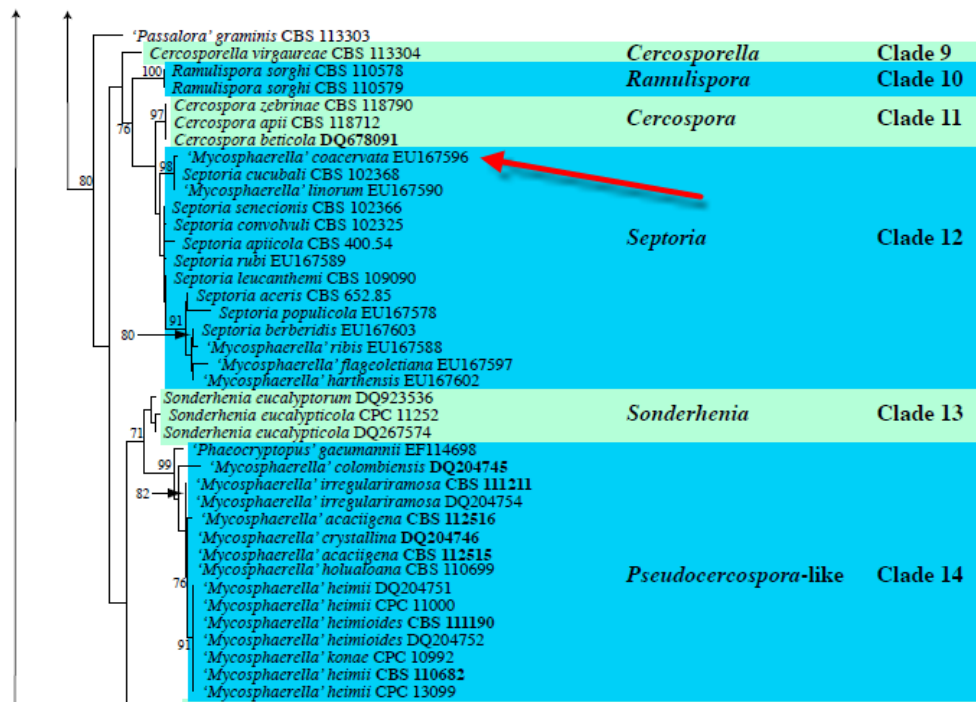 'Passalora' graminis CBS 113303
Cercosporella virgaureae CBS 113304 Cercosporella Clade 9
100 Ramulispora sorghi CBS 110578 Ramulispora Clade 10
Ramulispora sorghi CBS 110579
Cercospora zebrinae CBS 118790
97 Cercospora apii CBS 118712 Cercospora Clade 11
76
Cercospora beticola DQ678091
'Mycosphaerella' coacervata EU167596
98 Septoria cucubali CBS 102368
80
'Mycosphaerella' linorum EU167590
Septoria senecionis CBS 102366
Septoria convolvuli CBS 102325
Septoria apiicola CBS 400.54 Septoria Clade 12
Septoria rubi EU167589
Septoria leucanthemi CBS 109090
Septoria aceris CBS 652.85
Septoria populicola EU167578
91
80 Septoria berberidis EU167603
'Mycosphaerella' ribis EU167588
'Mycosphaerella' flageoletiana EU167597
'Mycosphaerella' harthensis EU167602
Sonderhenia eucalyptorum DQ923536
Sonderhenia eucalypticola CPC 11252 Sonderhenia Clade 13
71 Sonderhenia eucalypticola DQ267574
'Phaeocryptopus' gaeumannii EF114698
99 'Mycosphaerella' colombiensis DQ204745
82 'Mycosphaerella' irregulariramosa CBS 111211
'Mycosphaerella' irregulariramosa DQ204754
'Mycosphaerella' acaciigena CBS 112516
'Mycosphaerella' crystallina DQ204746
'Mycosphaerella' acaciigena CBS 112515
'Mycosphaerella' holualoana CBS 110699 Pseudocercospora-like Clade 14
76
'Mycosphaerella' heimii DQ204751
'Mycosphaerella' heimii CPC 11000
'Mycosphaerella' heimioides CBS 111190
91 'Mycosphaerella' heimioides DQ204752
'Mycosphaerella' konae CPC 10992
'Mycosphaerella' heimii CBS 110682
'Mycosphaerella' heimii CPC 13099